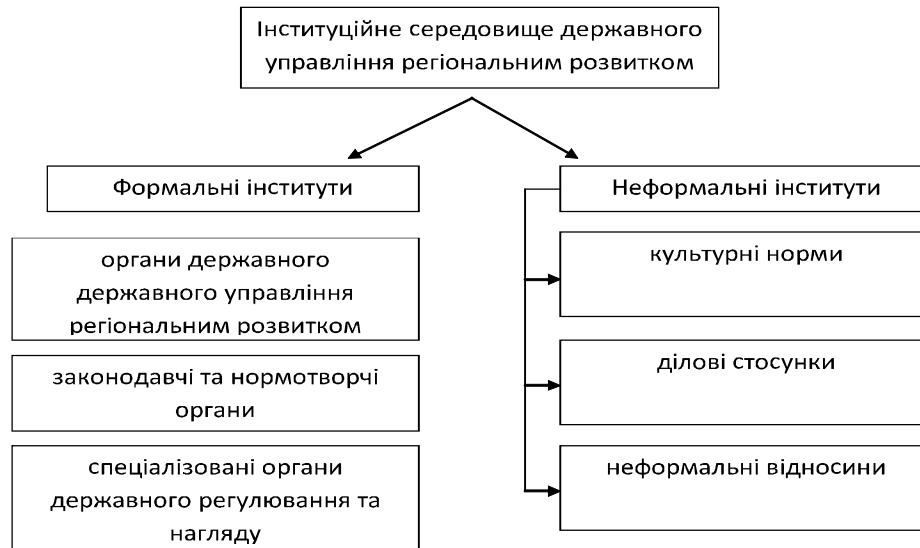 Інституційне середовище державного
управління регіональним розвитком
Формальні інститути
органи державного
державного управління
регіональним розвитком
законодавчі та нормотворчі
органи
спеціалізовані органи
державного регулювання та
нагляду
Неформальні інститути
культурні норми
ділові стосунки
неформальні відносини